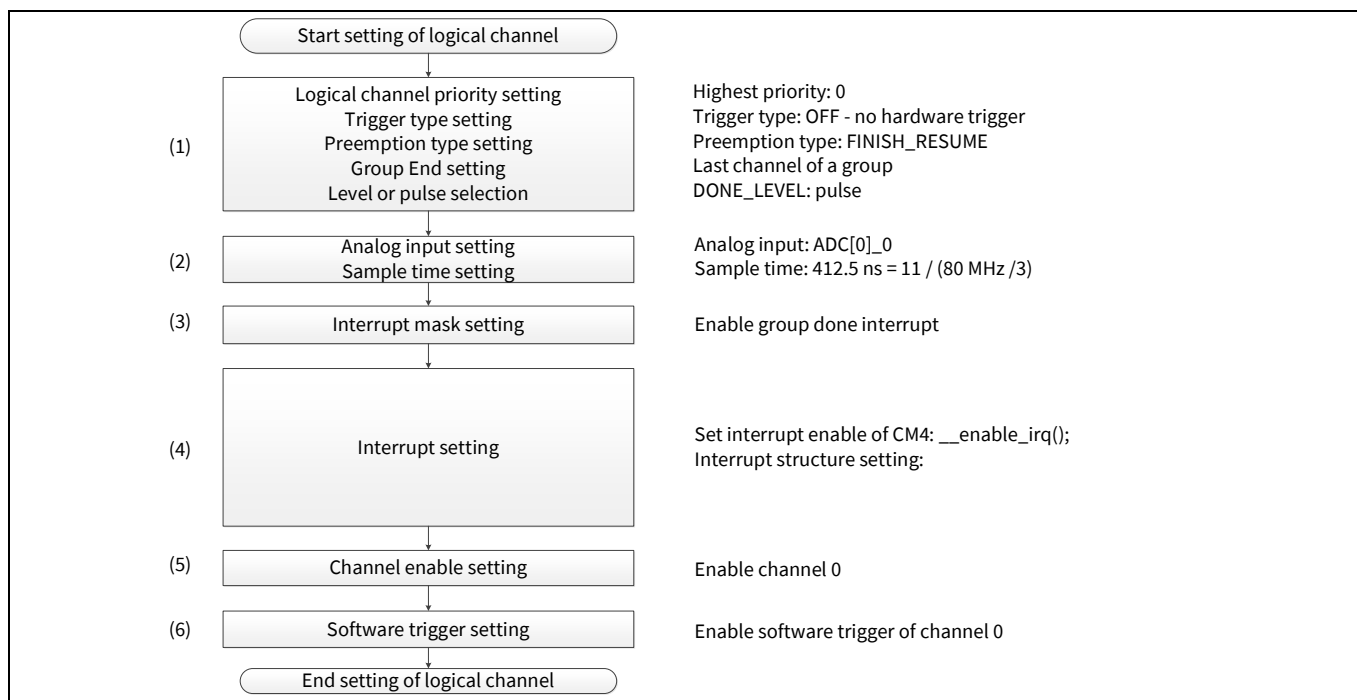 Start setting of logical channel
(1)
Logical channel priority setting
Trigger type setting
Preemption type setting
Group End setting
Level or pulse selection
Highest priority: 0
Trigger type: OFF - no hardware trigger
Preemption type: FINISH_RESUME
Last channel of a group
DONE_LEVEL: pulse
(2)
Analog input setting
Sample time setting
Analog input: ADC[0]_0
Sample time: 412.5 ns = 11 / (80 MHz /3)
(3)
Interrupt mask setting
Enable group done interrupt
(4)
Interrupt setting
Set interrupt enable of CM4: __enable_irq();
Interrupt structure setting:
(5)
Channel enable setting
Enable channel 0
(6)
Software trigger setting
Enable software trigger of channel 0
End setting of logical channel